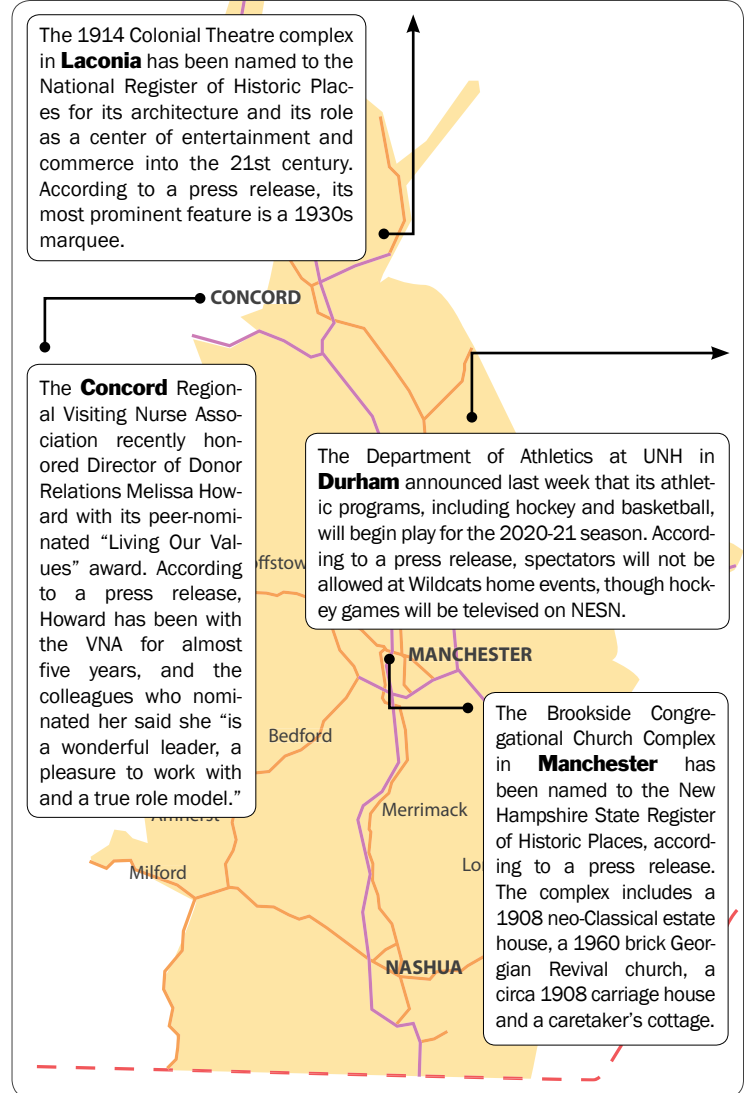 The 1914 Colonial Theatre complex
in Laconia has been named to the
National Register of Historic Plac-
es for its architecture and its role
as a center of entertainment and
commerce into the 21st century.
According to a press release, its
most prominent feature is a 1930s
marquee.
CONCORD
The Concord Region-
al Visiting Nurse Asso-
ciation recently hon-
ored Director of Donor
Relations Melissa How-
ard with its peer-nomi-
nated “Living Our Val-
ues” award. According
to a press release,
Howard has been with
the VNA for almost
five years, and the
colleagues who nomi-
nated her said she “is
a wonderful leader, a
pleasure to work with
and a true role model.”
The Department of Athletics at UNH in
Durham announced last week that its athlet-
ic programs, including hockey and basketball,
will begin play for the 2020-21 season. Accord-
ing to a press release, spectators will not be
allowed at Wildcats home events, though hock-
ey games will be televised on NESN.
MANCHESTER
The Brookside Congre-
gational Church Complex
in Manchester has
been named to the New
Hampshire State Register
of Historic Places, accord-
ing to a press release.
The complex includes a
1908 neo-Classical estate
house, a 1960 brick Geor-
gian Revival church, a
circa 1908 carriage house
and a caretaker’s cottage.
Bedford
Merrimack
Milford
NASHUA